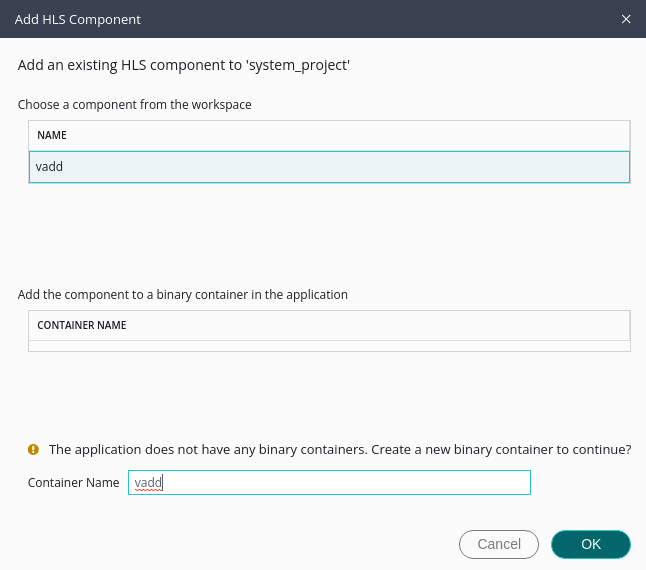 Add HLS Component
Add an existing HLS component to 'system_project'
Choose a component from the workspace
NAME
vadd
Add the component to a binary container in the application
CONTAINER NAME
The application does not have any binary containers. Create a new binary container to continue?
Container Name vadd
Cancel OK